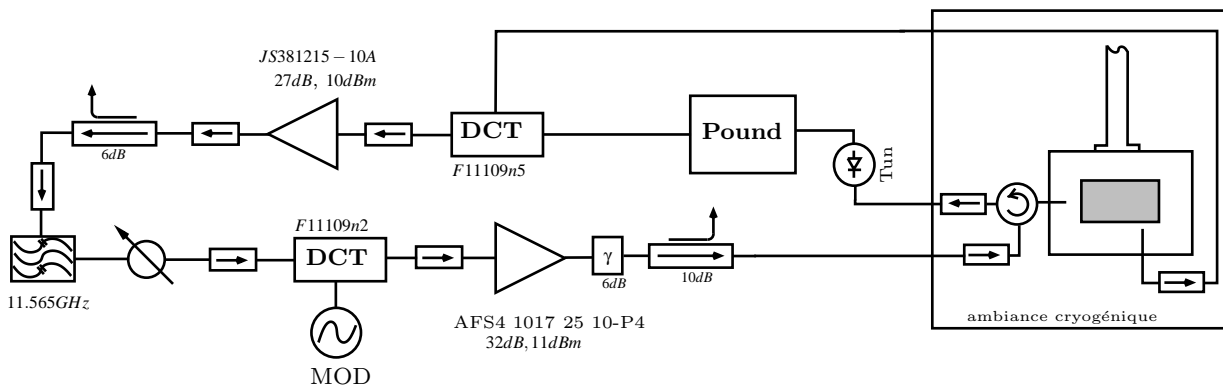 JS381215 – 10A
27dB, 10dBm
6dB
DCT
F11109n5
Pound
Tun
11.565GHz
F11109n2
DCT
MOD
γ
6dB
10dB
AFS4 1017 25 10-P4
32dB, 11dBm
ambiance cryogénique